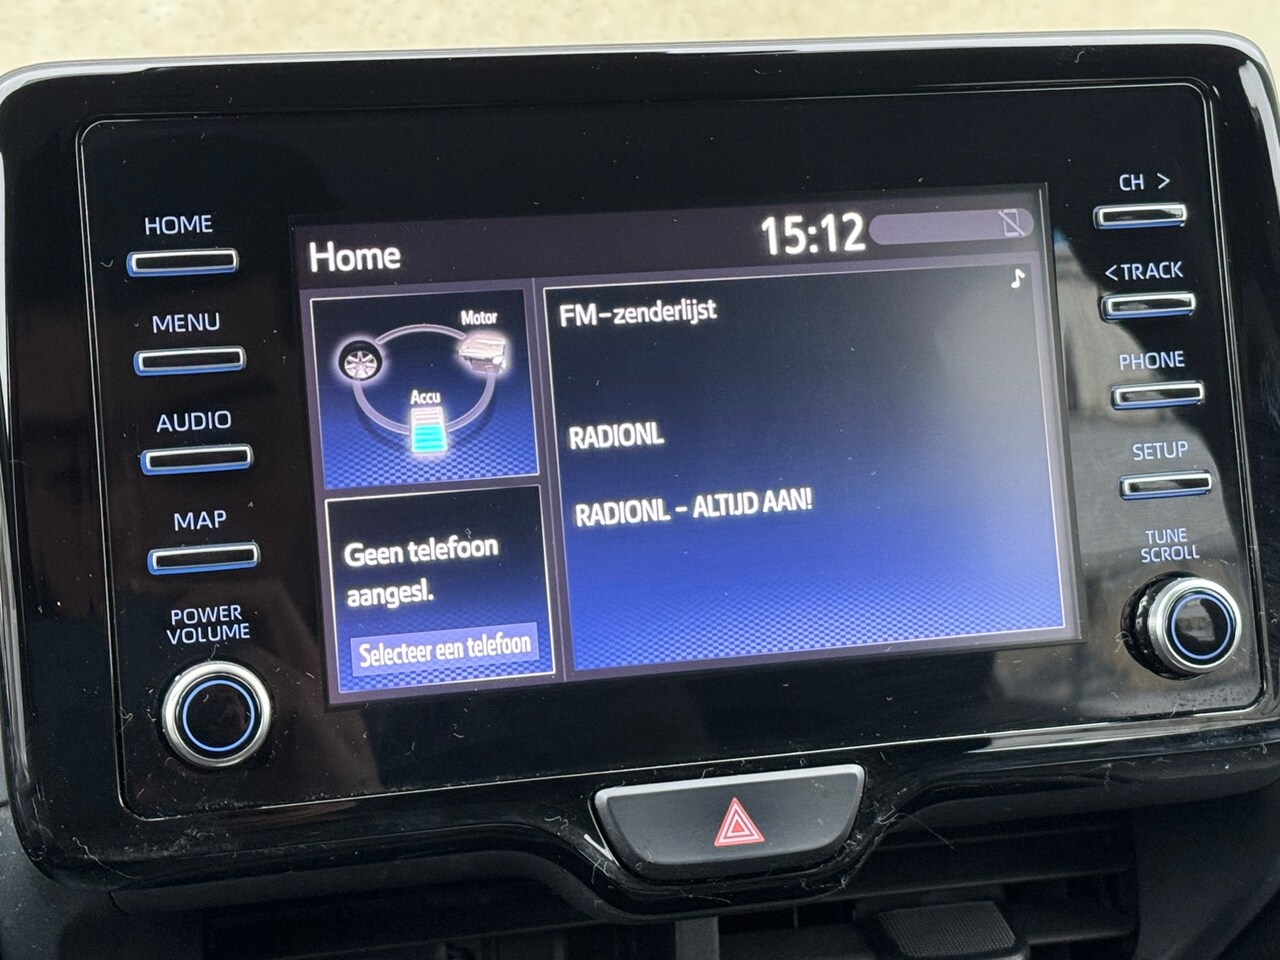 HOME
MENU
AUDIO
MAP
POWER
VOLUME
Home
15:12
Motor
Accu
Geen telefoon
aangesl.
Selecteer een telefoon
FM-zenderlijst
RADIONL
RADIONL - ALTIJD AAN!
CH >
< TRACK
PHONE
SETUP
TUNE
SCROLL